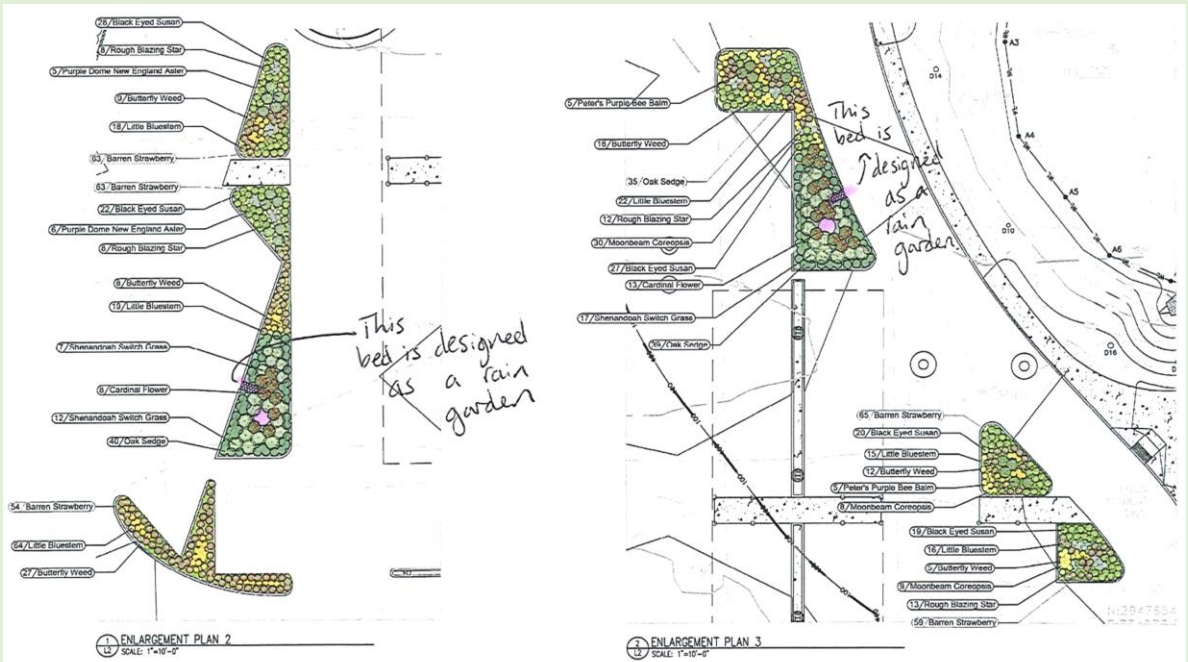 28/Black Eyed Susan
8/Rough Blazing Star
5/Purple Dome New England Aster
9/Butterfly Weed
18/Little Bluestem
63/Barren Strawberry
63/Barren Strawberry
22/Black Eyed Susan
6/Purple Dome New England Aster
8/Rough Blazing Star
8/Butterfly Weed
19/Little Bluestem
7/Shenandoah Switch Grass
8/Cardinal Flower
12/Shenandoah Switch Grass
40/Oak Sedge
This
bed is designed
as a rain
garden
54/Barren Strawberry
64/Little Bluestem
27/Butterfly Weed
1
L2
ENLARGEMENT PLAN 2
SCALE: 1"=10'-0"
5/Peter's Purple Bee Balm
18/Butterfly Weed
35/Oak Sedge
22/Little Bluestem
12/Rough Blazing Star
30/Moonbeam Coreopsis
27/Black Eyed Susan
13/Cardinal Flower
17/Shenandoah Switch Grass
39/Oak Sedge
This
bed is
designed
as a
rain
garden
A3
D14
A4
A5
D10
A6
D16
65/Barren Strawberry
20/Black Eyed Susan
15/Little Bluestem
12/Butterfly Weed
5/Peter's Purple Bee Balm
8/Moonbeam Coreopsis
19/Black Eyed Susan
16/Little Bluestem
5/Butterfly Weed
9/Moonbeam Coreopsis
13/Rough Blazing Star
59/Barren Strawberry
2
L2
ENLARGEMENT PLAN 3
SCALE: 1"=10'-0"